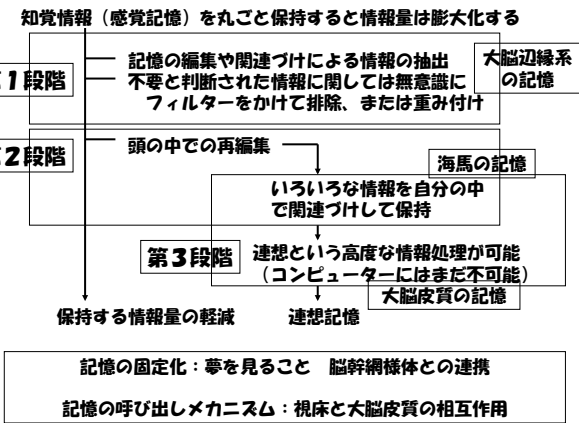 知覚情報（感覚記憶）を丸ごと保持すると情報量は膨大化する
記憶の編集や関連づけによる情報の抽出
大脳辺縁系
の記憶
1段階
不要と判断された情報に関しては無意識に
フィルターをかけて排除、または重み付け
2段階
頭の中での再編集
海馬の記憶
いろいろな情報を自分の中
で関連づけして保持
第3段階
連想という高度な情報処理が可能
（コンピューターにはまだ不可能）
大脳皮質の記憶
保持する情報量の軽減
連想記憶
記憶の固定化：夢を見ること　脳幹網様体との連携
記憶の呼び出しメカニズム：視床と大脳皮質の相互作用